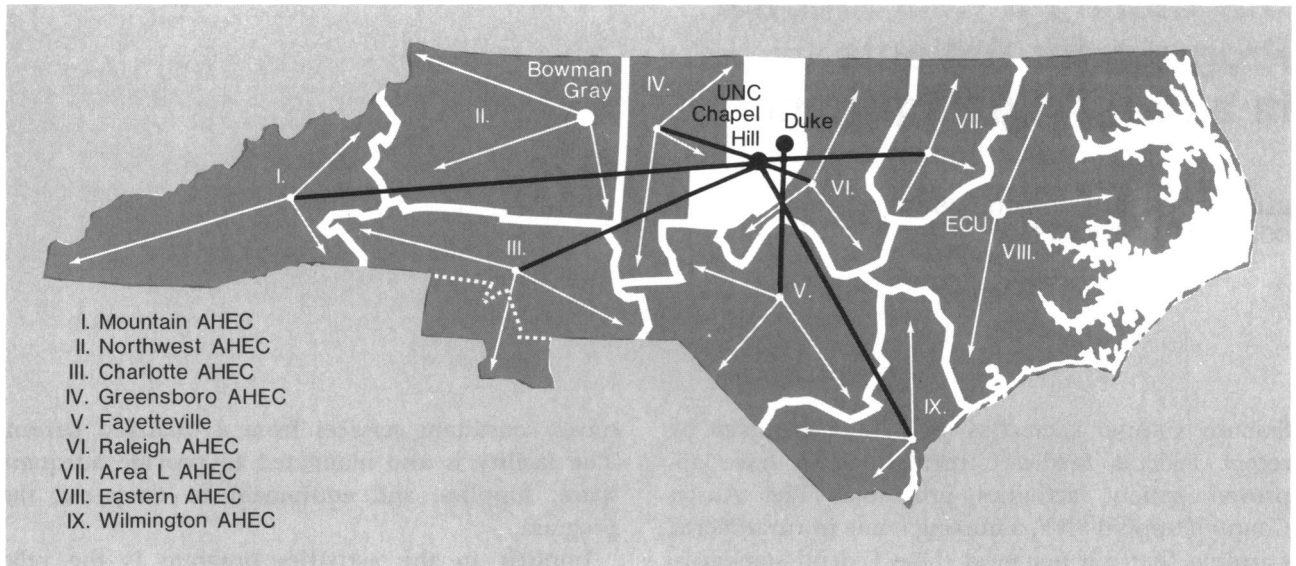 Bowman
Gray
IV.
UNC
Chapel
Hill
Duke
II.
VII.
I.
VI.
ECU
III.
VIII.
V.
IX.
I. Mountain AHEC
II. Northwest AHEC
III. Charlotte AHEC
IV. Greensboro AHEC
V. Fayetteville
VI. Raleigh AHEC
VII. Area L AHEC
VIII. Eastern AHEC
IX. Wilmington AHEC